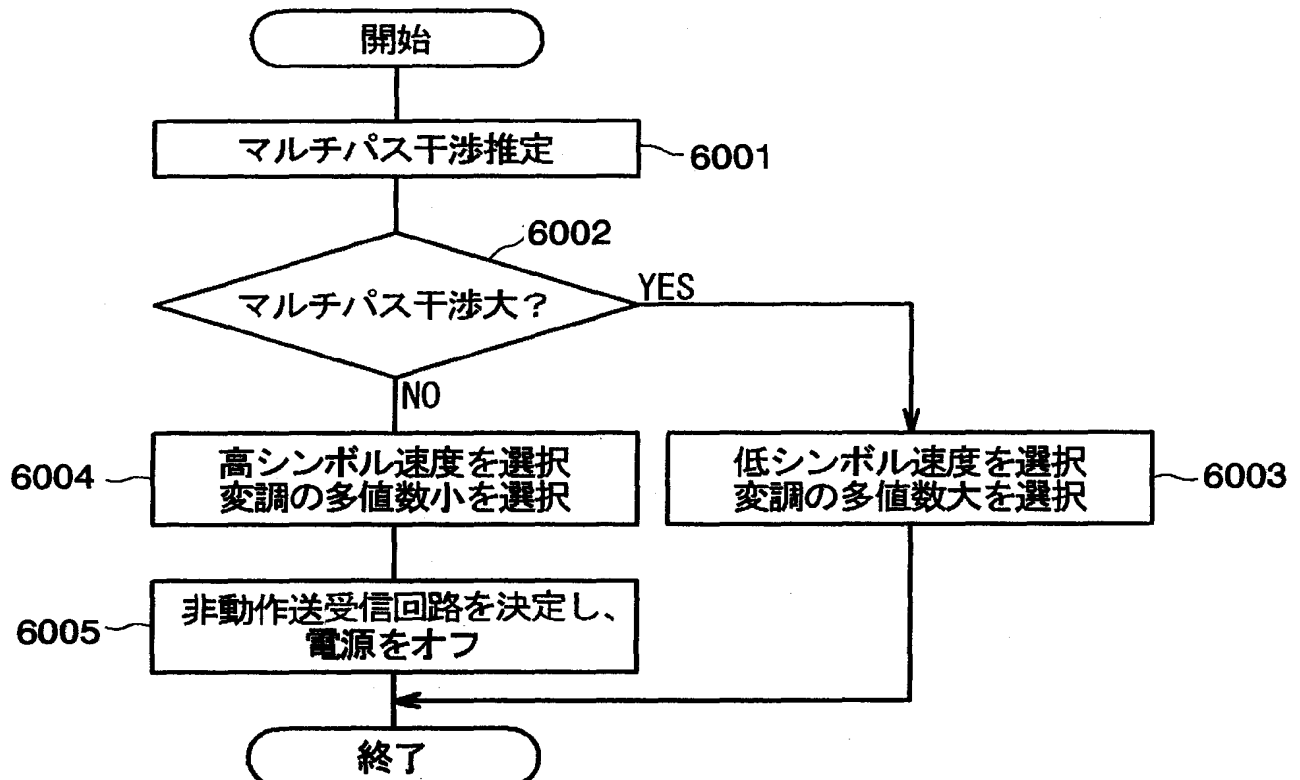 開始
マルチパス干渉推定
6001
6002
マルチパス干渉大?
YES
NO
6004
高シンボル速度を選択
変調の多値数小を選択
低シンボル速度を選択
変調の多値数大を選択
6003
6005
非動作送受信回路を決定し、
電源をオフ
終了